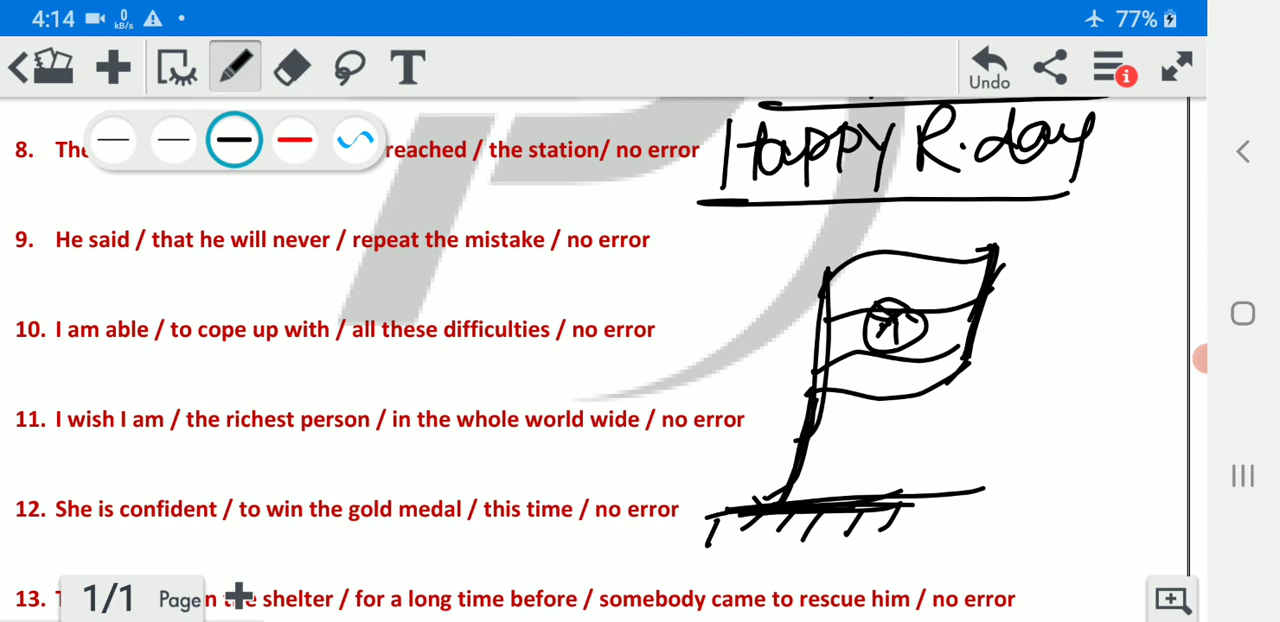 4:14 0 kB/s 77%
T Undo
8. The reached / the station/ no error
Happy R.day
9. He said / that he will never / repeat the mistake / no error
10. I am able / to cope up with / all these difficulties / no error
11. I wish I am / the richest person / in the whole world wide / no error
12. She is confident / to win the gold medal / this time / no error
13. shelter / for a long time before / somebody came to rescue him / no error
1/1 Page